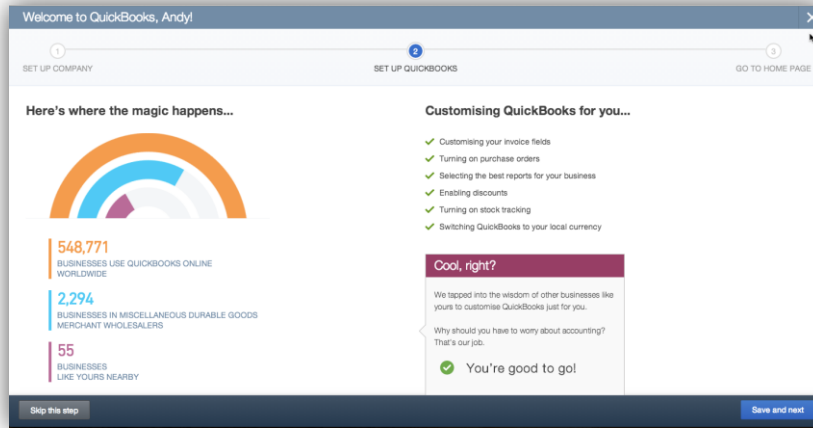 Welcome to QuickBooks, Andy!
1
2
3
SET UP COMPANY
SET UP QUICKBOOKS
GO TO HOME PAGE
Here's where the magic happens...
548,771
BUSINESSES USE QUICKBOOKS ONLINE
WORLDWIDE
2,294
BUSINESSES IN MISCELLANEOUS DURABLE GOODS
MERCHANT WHOLESALERS
55
BUSINESSES
LIKE YOURS NEARBY
Customising QuickBooks for you...
Customising your invoice fields
Turning on purchase orders
Selecting the best reports for your business
Enabling discounts
Turning on stock tracking
Switching QuickBooks to your local currency
Cool, right?
We tapped into the wisdom of other businesses like
yours to customise QuickBooks just for you.
Why should you have to worry about accounting?
That's our job.
You're good to go!
Skip this step
Save and next